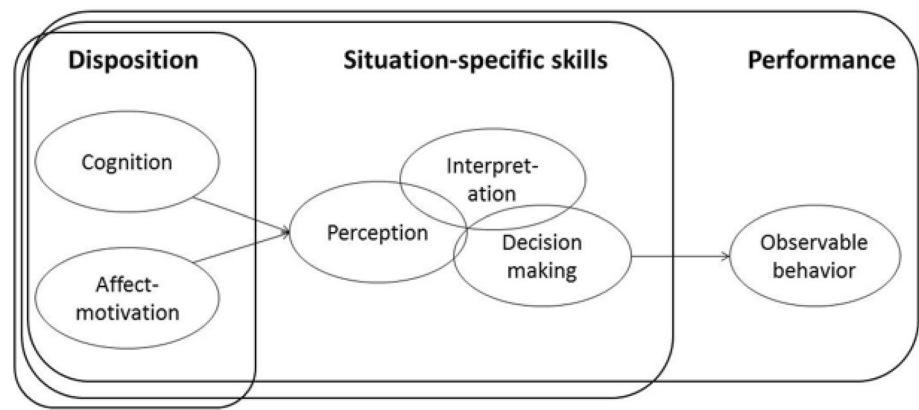 Disposition
Situation-specific skills
Performance
Cognition
Affect-
motivation
Perception
Interpret-
ation
Decision
making
Observable
behavior